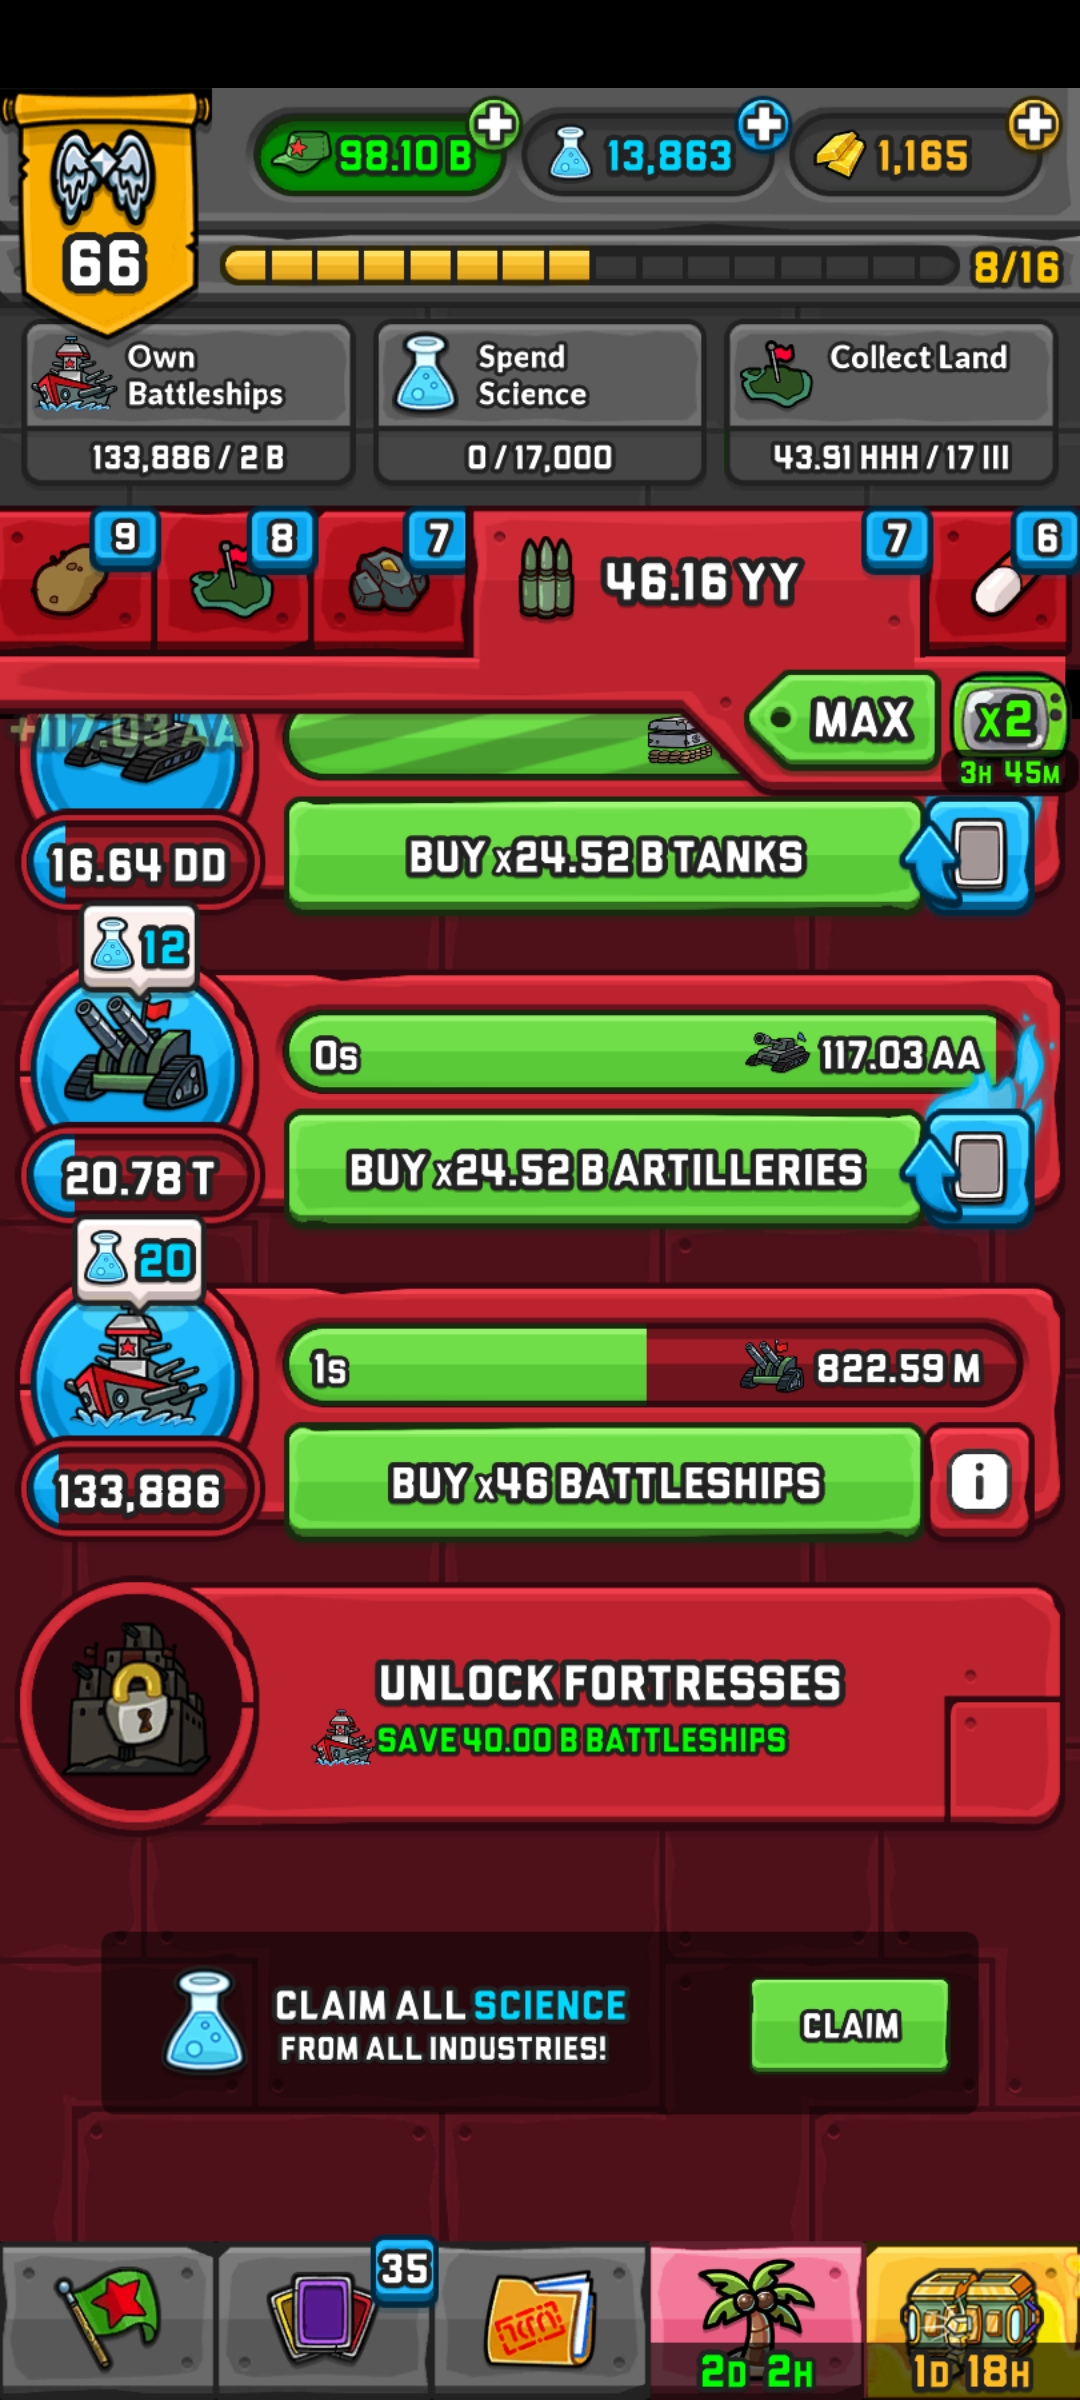 98.10 B
13,863
1,165
66
8/16
Own
Battleships
133,886 / 2 B
Spend
Science
0 / 17,000
Collect Land
43.91 HHH / 17 III
9
8
7
46.16 YY
7
6
MAX
X2
3H 45M
+117.03 AA
16.64 DD
BUY x24.52 B TANKS
12
0s
117.03 AA
20.78 T
BUY x24.52 B ARTILLERIES
20
1s
822.59 M
133,886
BUY x46 BATTLESHIPS
i
UNLOCK FORTRESSES
SAVE 40.00 B BATTLESHIPS
CLAIM ALL SCIENCE
FROM ALL INDUSTRIES!
CLAIM
35
2D 2H
1D 18H